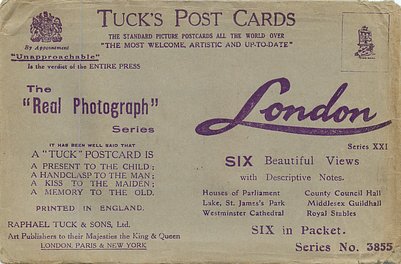 TUCK'S POST CARDS
THE STANDARD PICTURE POSTCARDS ALL THE WORLD OVER
"THE MOST WELCOME, ARTISTIC AND UP-TO-DATE"
By Appointment
"Unapproachable"
Is the verdict of the ENTIRE PRESS
The
"Real Photograph"
Series
IT HAS BEEN WELL SAID THAT
A "TUCK" POSTCARD IS
A PRESENT TO THE CHILD;
A HANDCLASP TO THE MAN;
A KISS TO THE MAIDEN;
A MEMORY TO THE OLD.
PRINTED IN ENGLAND.
RAPHAEL TUCK & SONS, Ltd.
Art Publishers to their Majesties the King & Queen
LONDON, PARIS & NEW YORK
London
Series XXI
SIX Beautiful Views
with Descriptive Notes.
Houses of Parliament
Lake, St. James's Park
Westminster Cathedral
County Council Hall
Middlesex Guildhall
Royal Stables
SIX in Packet.
Series No. 3855